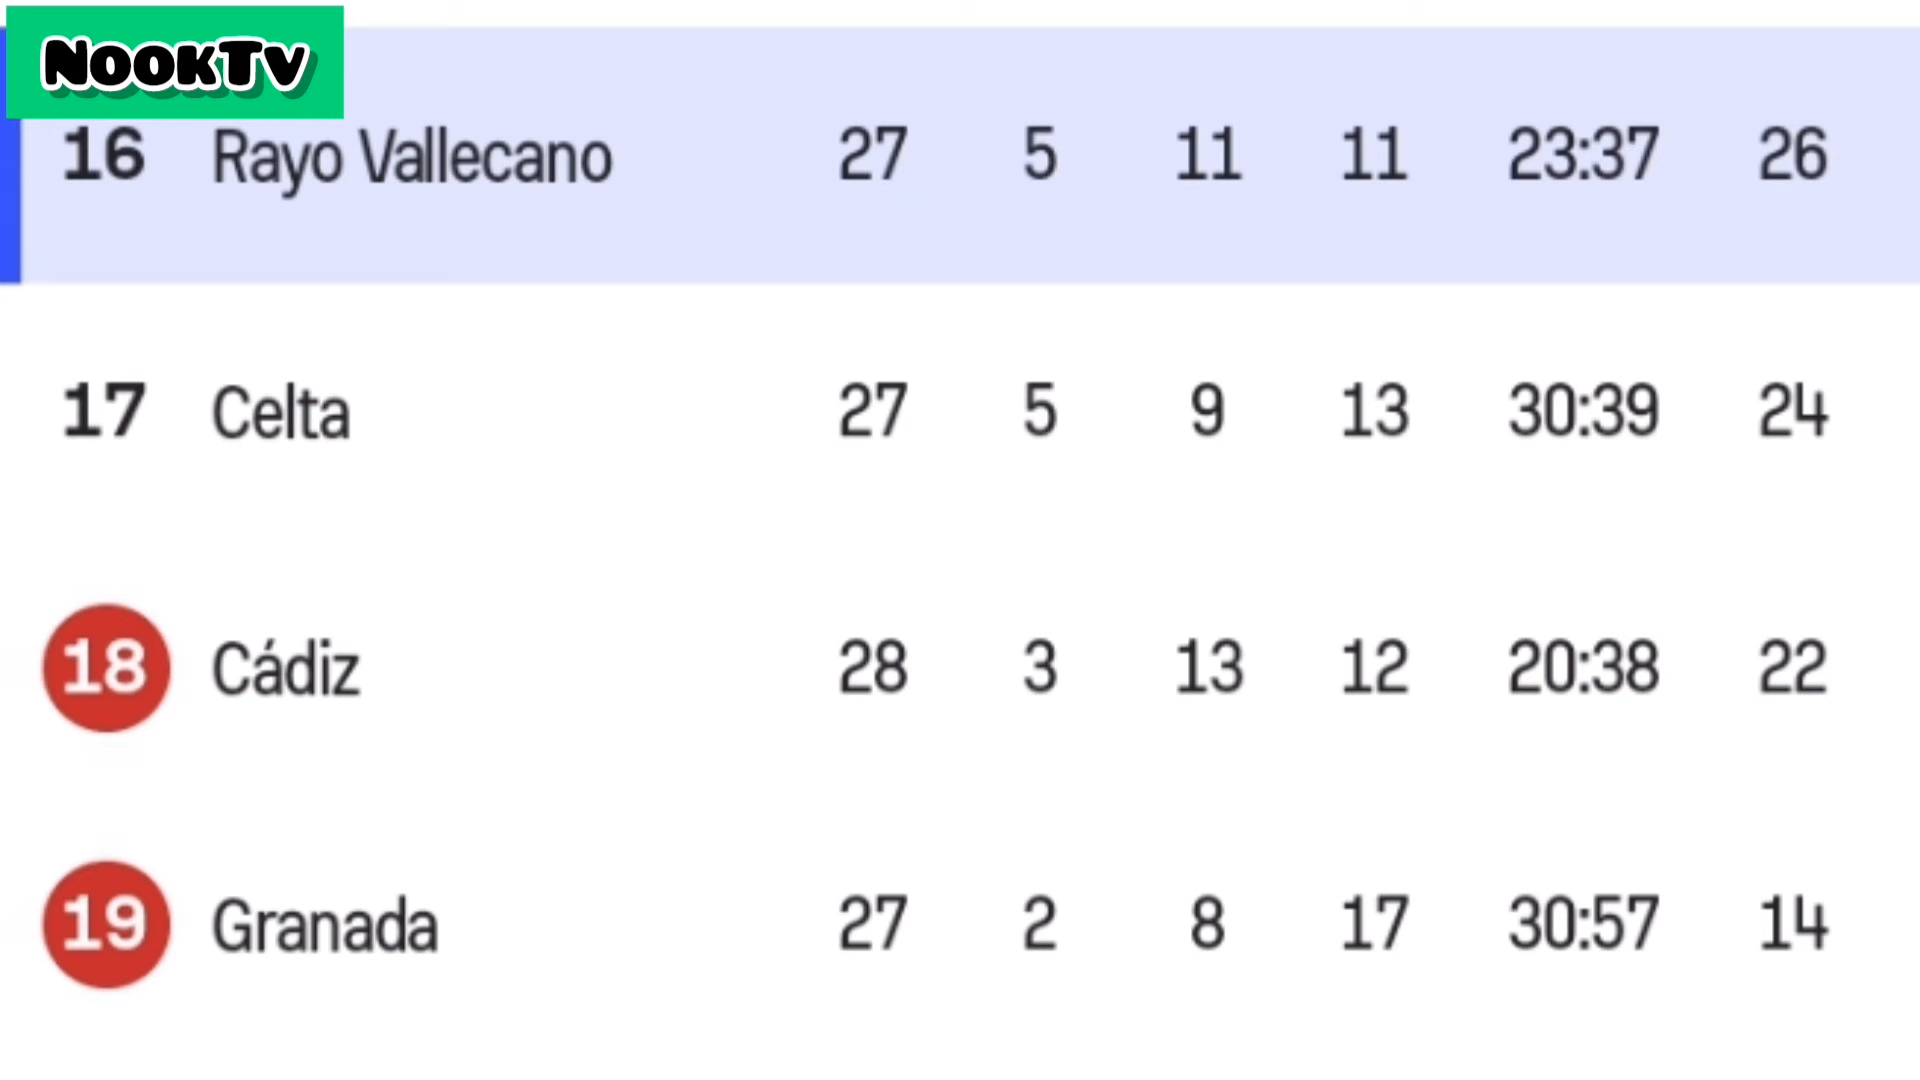 NookTv
16 Rayo Vallecano 27 5 11 11 23:37 26
17 Celta 27 5 9 13 30:39 24
18 Cádiz 28 3 13 12 20:38 22
19 Granada 27 2 8 17 30:57 14